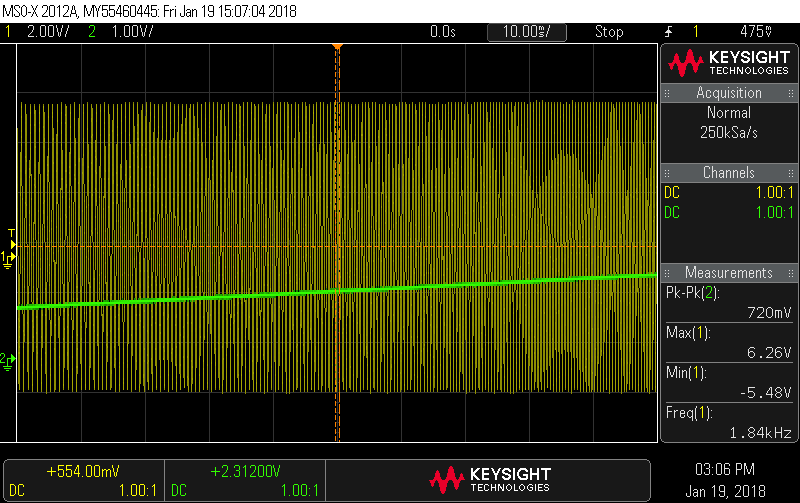 MSO-X 2012A, MY55460445: Fri Jan 19 15:07:04 2018
1 2.00V/ 2 1.00V/ 0.0s 10.00ms/ Stop 1 475mV
KEYSIGHT
TECHNOLOGIES
Acquisition
Normal
250kSa/s
Channels
DC 1.00:1
DC 1.00:1
Measurements
Pk-Pk(2):
720mV
Max(1):
6.26V
Min(1):
-5.48V
Freq(1):
1.84kHz
T
1
2
+554.00mV
DC 1.00:1
+2.31200V
DC 1.00:1
KEYSIGHT
TECHNOLOGIES
03:06 PM
Jan 19, 2018